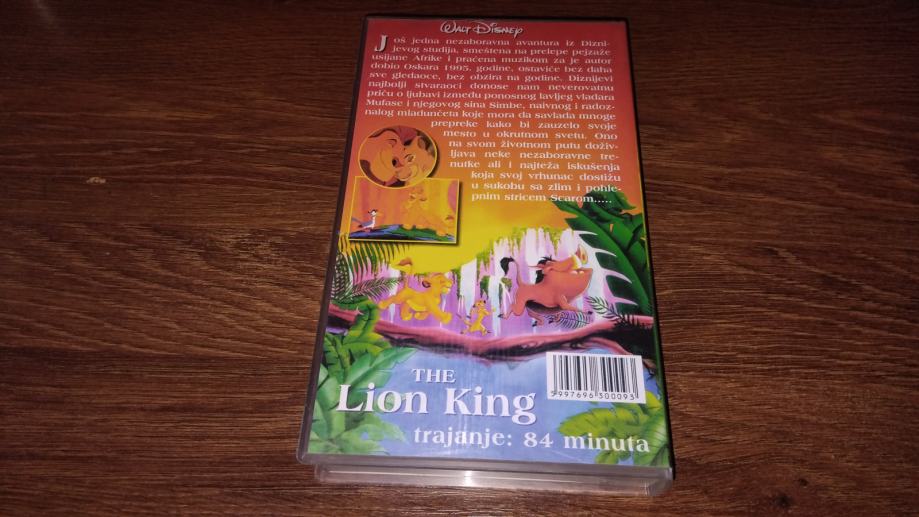 Walt Disney
Još jedna nezaboravna avantura iz Dizni-
jevog studija, smeštena na prelepe pejzaže
usijane Afrike i praćena muzikom za je autor
dobio Oskara 1995. godine, ostaviće bez daha
sve gledaoce, bez obzira na godine. Diznijevi
najbolji stvaraoci donose nam neverovatnu
priču o ljubavi između ponosnog lavljeg vladara
Mufase i njegovog sina Simbe, naivnog i radoz-
nalog mladunčeta koje mora da savlada mnoge
prepreke kako bi zauzelo svoje
mesto u okrutnom svetu. Ono
na svom životnom putu doživ-
ljava neke nezaboravne tre-
nutke ali i najteža iskušenja
koja svoj vrhunac dostižu
u sukobu sa zlim i pohle-
pnim stricem Scarom.....
THE
Lion King
5997696300093
trajanje: 84 minuta